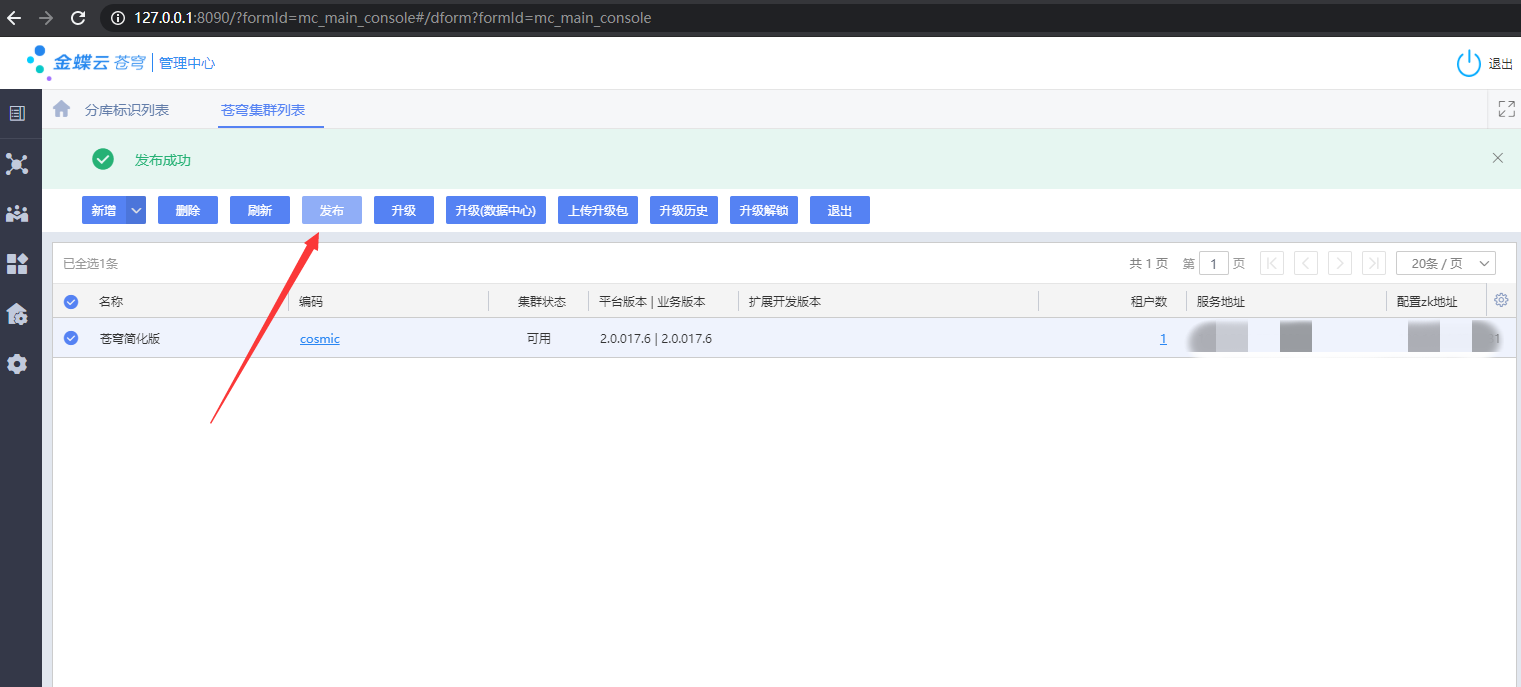 127.0.0.1:8090/?formId=mc_main_console#/dform?formId=mc_main_console
金蝶云 苍穹 | 管理中心 退出
分库标识列表 苍穹集群列表
发布成功
新增 删除 刷新 发布 升级 升级(数据中心) 上传升级包 升级历史 升级解锁 退出
已全选1条 共 1 页 第 1 页 20条 / 页
名称 编码 集群状态 平台版本 | 业务版本 扩展开发版本 租户数 服务地址 配置zk地址
苍穹简化版 cosmic 可用 2.0.017.6 | 2.0.017.6 1